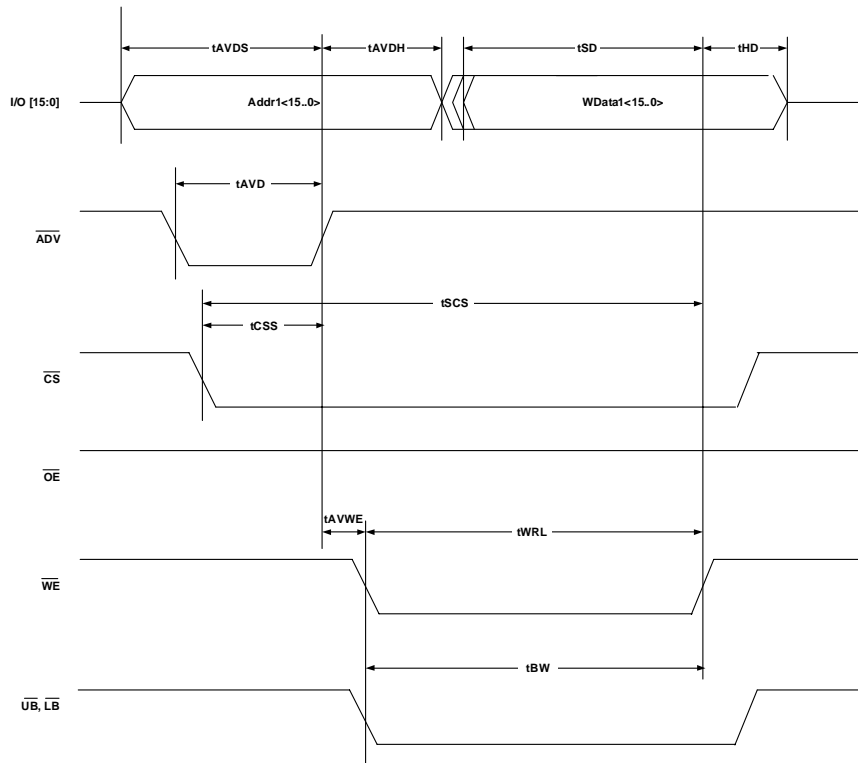 tAVDS tAVDH tSD tHD
I/O [15:0] Addr1<15..0> WData1<15..0>
tAVD
ADV
tSCS
tCSS
CS
OE
tAVWE tWRL
WE
tBW
UB, LB